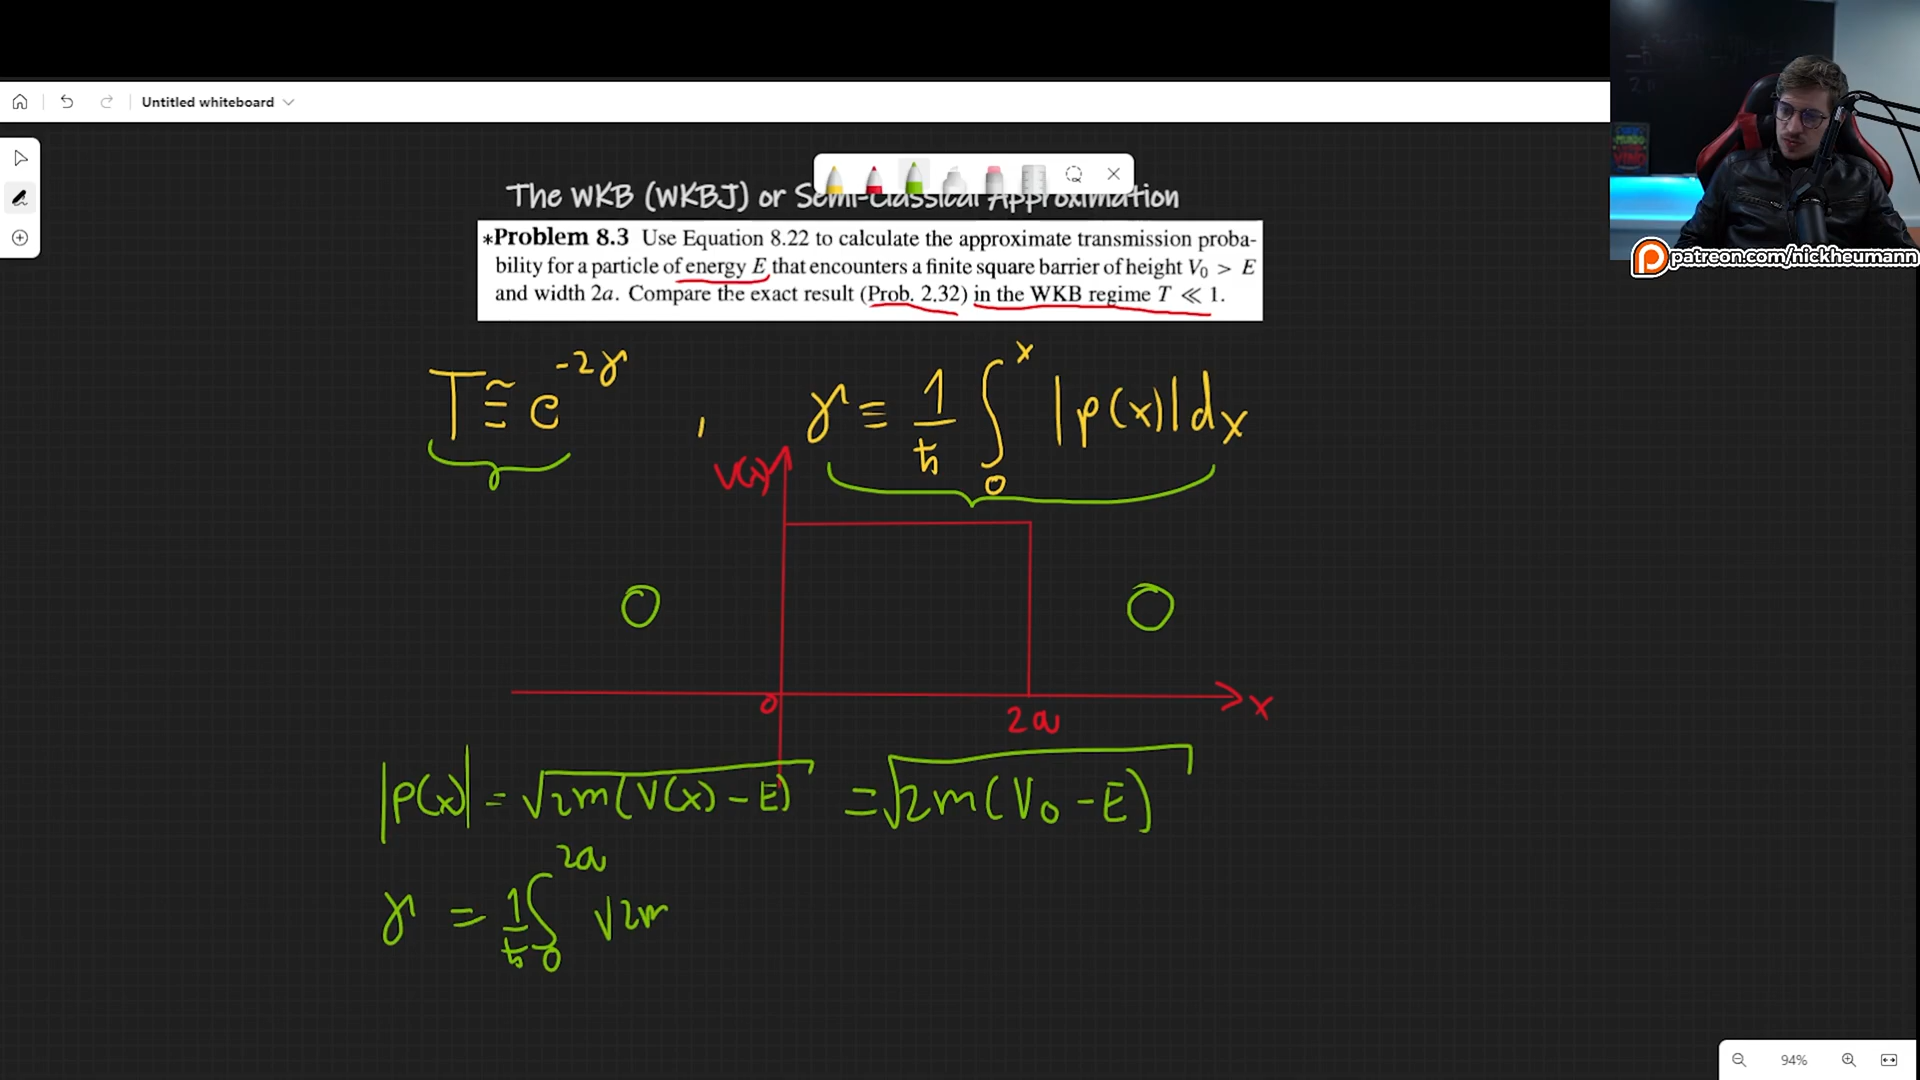 Untitled whiteboard
The WKB (WKBJ) or Semi-Classical Approximation
*Problem 8.3 Use Equation 8.22 to calculate the approximate transmission proba-
bility for a particle of energy E that encounters a finite square barrier of height V₀ > E
and width 2a. Compare the exact result (Prob. 2.32) in the WKB regime T ≪ 1.
T ≅ e^{-2γ} , γ ≡ 1/ħ ∫₀ˣ |p(x)| dx
V(x)
0 0
0 2a x
|p(x)| = √2m(V(x) - E) = √2m(V₀ - E)
γ = 1/ħ ∫₀^{2a} √2m
patreon.com/nickheumann
94%